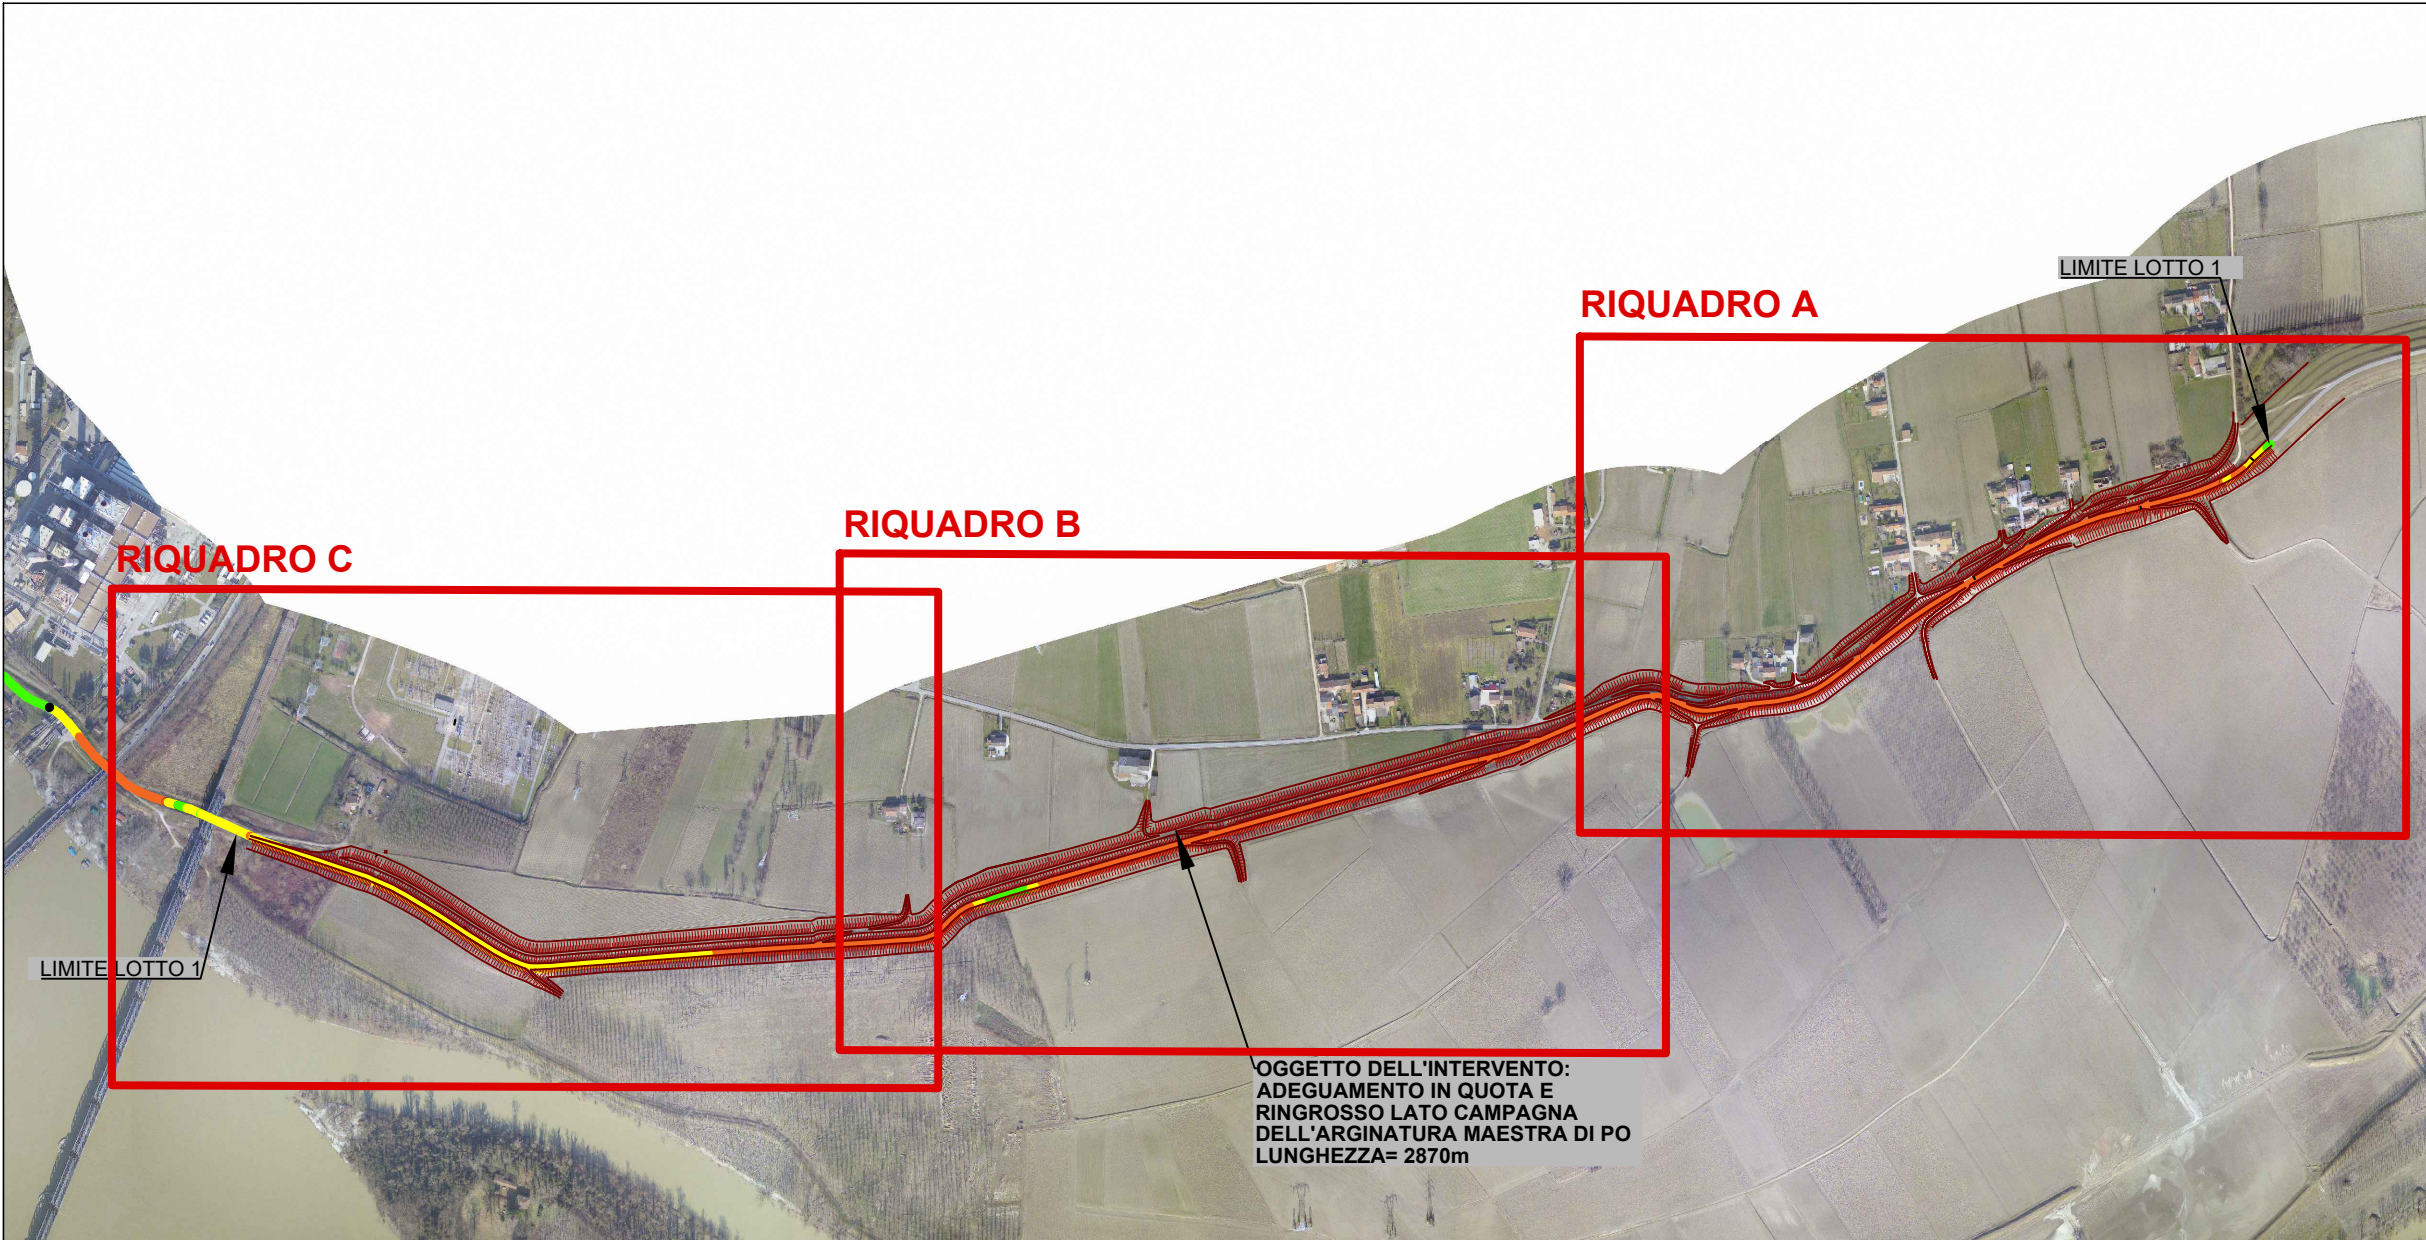 LIMITE LOTTO 1
RIQUADRO A
RIQUADRO B
RIQUADRO C
LIMITE LOTTO 1
OGGETTO DELL'INTERVENTO:
ADEGUAMENTO IN QUOTA E
RINGROSSO LATO CAMPAGNA
DELL'ARGINATURA MAESTRA DI PO
LUNGHEZZA= 2870m